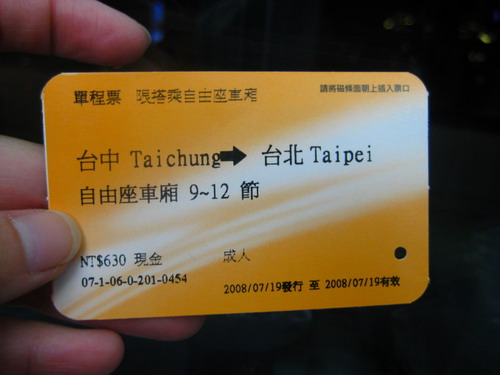 單程票 限搭乘自由座車廂
請將磁條面朝上插入票口
台中 Taichung➡ 台北 Taipei
自由座車廂 9~12 節
NT$630 現金 成人
07-1-06-0-201-0454
2008/07/19發行 至 2008/07/19有效